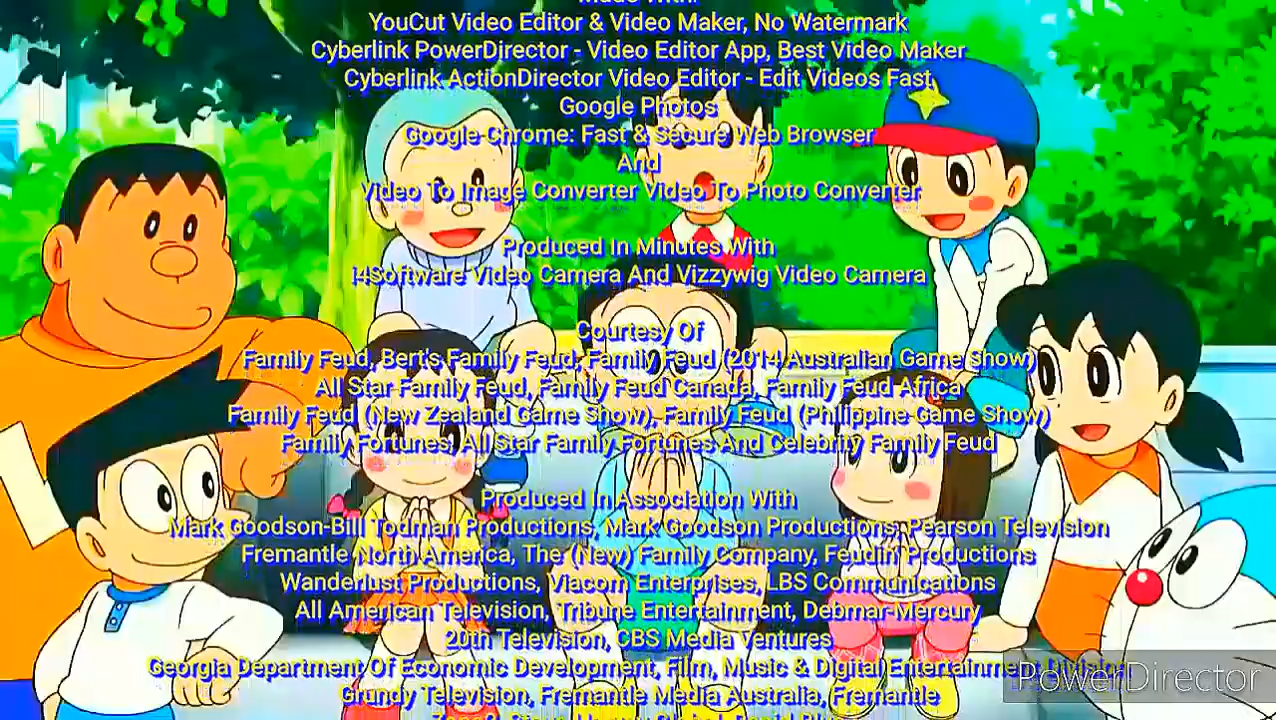 Made With:
YouCut Video Editor & Video Maker, No Watermark
Cyberlink PowerDirector - Video Editor App, Best Video Maker
Cyberlink ActionDirector Video Editor - Edit Videos Fast
Google Photos
Google Chrome: Fast & Secure Web Browser
And
Video To Image Converter Video To Photo Converter
Produced In Minutes With
i4Software Video Camera And Vizzywig Video Camera
Courtesy Of
Family Feud, Bert's Family Feud, Family Feud (2014 Australian Game Show)
All Star Family Feud, Family Feud Canada, Family Feud Africa
Family Feud (New Zealand Game Show), Family Feud (Philippine Game Show)
Family Fortunes, All Star Family Fortunes And Celebrity Family Feud
Produced In Association With
Mark Goodson-Bill Todman Productions, Mark Goodson Productions, Pearson Television
Fremantle North America, The (New) Family Company, Feudin' Productions
Wanderlust Productions, Viacom Enterprises, LBS Communications
All American Television, Tribune Entertainment, Debmar-Mercury
20th Television, CBS Media Ventures
Georgia Department Of Economic Development, Film, Music & Digital Entertainment Division
Grundy Television, Fremantle Media Australia, Fremantle
PowerDirector